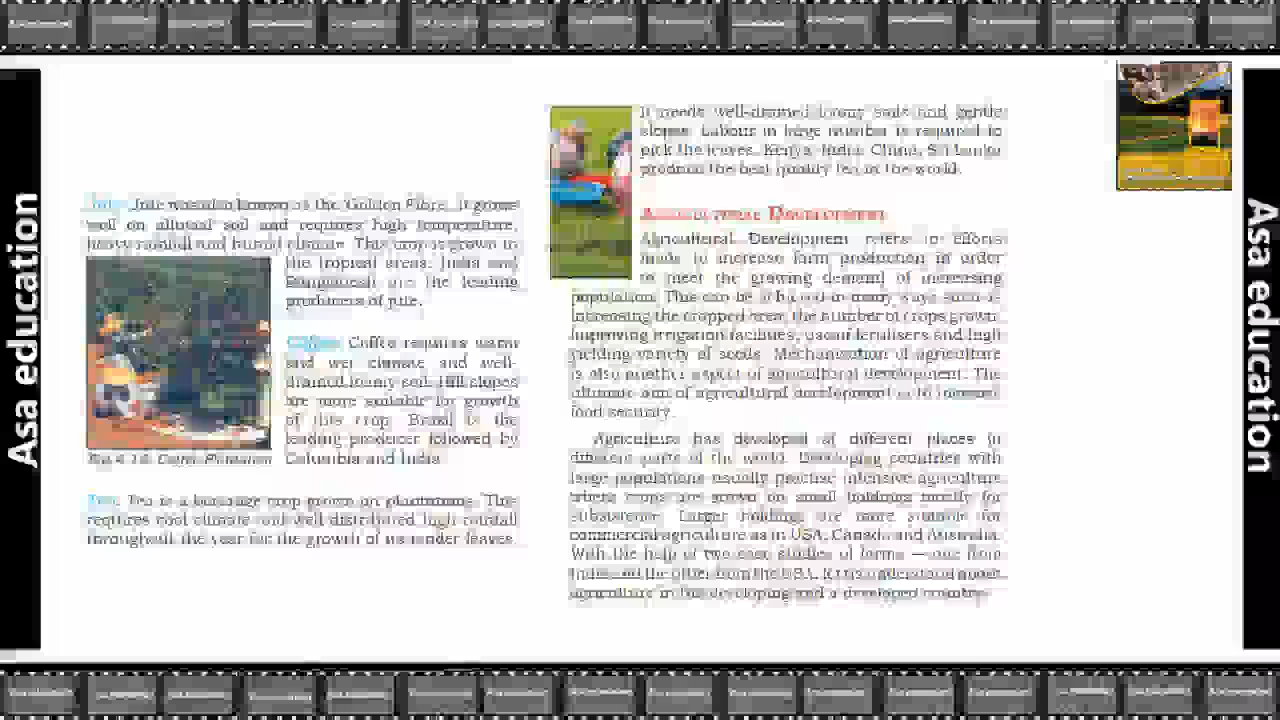 Asa education
Jute: Jute was also known as the 'Golden Fibre'. It grows
well on alluvial soil and requires high temperature,
heavy rainfall and humid climate. This crop is grown in
the tropical areas. India and
Bangladesh are the leading
producers of jute.
Coffee: Coffee requires warm
and wet climate and well-
drained loamy soil. Hill slopes
are more suitable for growth
of this crop. Brazil is the
leading producer followed by
Columbia and India.
Coffee Plantation
Tea: Tea is a beverage crop grown on plantations. This
requires cool climate and well distributed high rainfall
throughout the year for the growth of its tender leaves.
It needs well-drained loamy soils and gentle
slopes. Labour in large number is required to
pick the leaves. Kenya, India, China, Sri Lanka
produce the best quality tea in the world.
Agricultural Development
Agricultural Development refers to efforts
made to increase farm production in order
to meet the growing demand of increasing
population. This can be achieved in many ways such as
increasing the cropped area, the number of crops grown,
improving irrigation facilities, use of fertilisers and high
yielding variety of seeds. Mechanisation of agriculture
is also another aspect of agricultural development. The
ultimate aim of agricultural development is to increase
food security.
Agriculture has developed at different places in
different parts of the world. Developing countries with
large populations usually practise intensive agriculture
where crops are grown on small holdings mostly for
subsistence. Larger holdings are more suitable for
commercial agriculture as in USA, Canada and Australia.
With the help of two case studies of farms — one from
India and the other from the USA, let us understand about
agriculture in the developing and a developed country.
Asa education